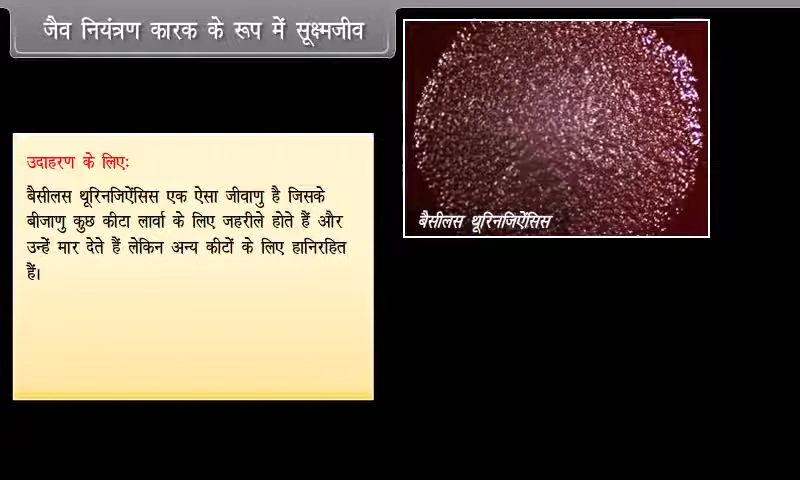 जैव नियंत्रण कारक के रूप में सूक्ष्मजीव
उदाहरण के लिए:
बैसीलस थूरिनजिऐंसिस एक ऐसा जीवाणु है जिसके
बीजाणु कुछ कीटा लार्वा के लिए जहरीले होते हैं और
उन्हें मार देते हैं लेकिन अन्य कीटों के लिए हानिरहित
हैं।
बैसीलस थूरिनजिऐंसिस